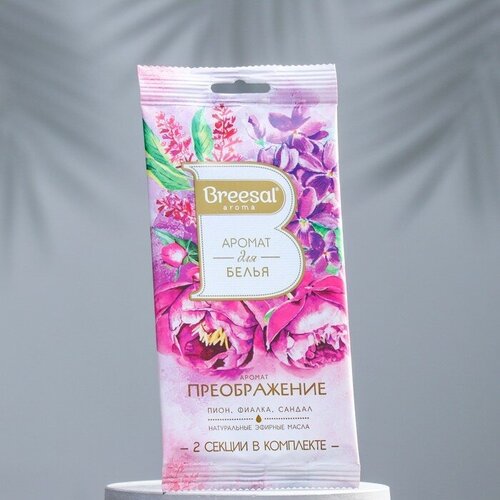 Breesal
aroma
АРОМАТ
для
БЕЛЬЯ
АРОМАТ
ПРЕОБРАЖЕНИЕ
ПИОН, ФИАЛКА, САНДАЛ
НАТУРАЛЬНЫЕ ЭФИРНЫЕ МАСЛА
– 2 СЕКЦИИ В КОМПЛЕКТЕ –